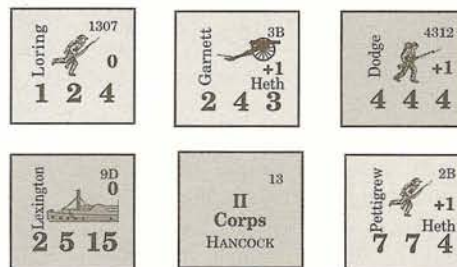 Loring
1307
0
1 2 4
Garnett
3B
+1
Heth
2 4 3
Dodge
4312
+1
4 4 4
Lexington
9D
0
2 5 15
13
II
Corps
HANCOCK
Pettigrew
2B
+1
Heth
7 7 4